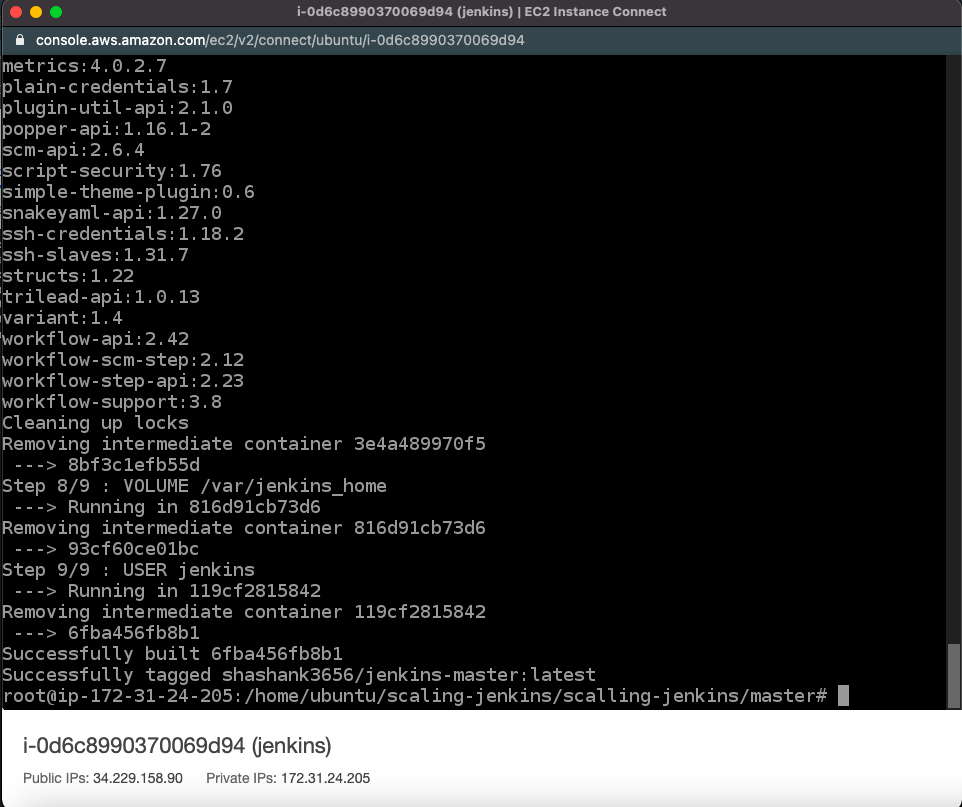 i-0d6c8990370069d94 (jenkins) | EC2 Instance Connect
console.aws.amazon.com/ec2/v2/connect/ubuntu/i-0d6c8990370069d94
metrics:4.0.2.7
plain-credentials:1.7
plugin-util-api:2.1.0
popper-api:1.16.1-2
scm-api:2.6.4
script-security:1.76
simple-theme-plugin:0.6
snakeyaml-api:1.27.0
ssh-credentials:1.18.2
ssh-slaves:1.31.7
structs:1.22
trilead-api:1.0.13
variant:1.4
workflow-api:2.42
workflow-scm-step:2.12
workflow-step-api:2.23
workflow-support:3.8
Cleaning up locks
Removing intermediate container 3e4a489970f5
 ---> 8bf3c1efb55d
Step 8/9 : VOLUME /var/jenkins_home
 ---> Running in 816d91cb73d6
Removing intermediate container 816d91cb73d6
 ---> 93cf60ce01bc
Step 9/9 : USER jenkins
 ---> Running in 119cf2815842
Removing intermediate container 119cf2815842
 ---> 6fba456fb8b1
Successfully built 6fba456fb8b1
Successfully tagged shashank3656/jenkins-master:latest
root@ip-172-31-24-205:/home/ubuntu/scaling-jenkins/scalling-jenkins/master#
i-0d6c8990370069d94 (jenkins)
Public IPs: 34.229.158.90 Private IPs: 172.31.24.205